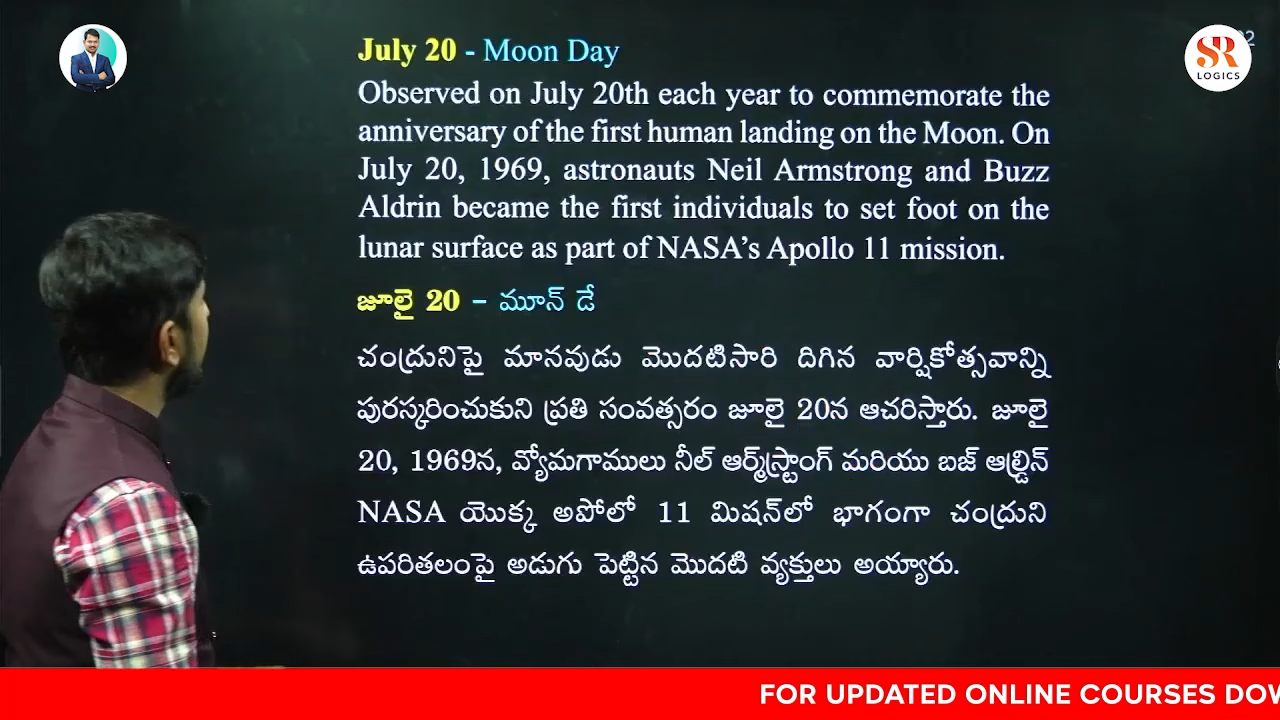 July 20 - Moon Day
Observed on July 20th each year to commemorate the
anniversary of the first human landing on the Moon. On
July 20, 1969, astronauts Neil Armstrong and Buzz
Aldrin became the first individuals to set foot on the
lunar surface as part of NASA's Apollo 11 mission.
జూలై 20 – మూన్ డే
చంద్రునిపై మానవుడు మొదటిసారి దిగిన వార్షికోత్సవాన్ని
పురస్కరించుకుని ప్రతి సంవత్సరం జూలై 20న ఆచరిస్తారు. జూలై
20, 1969న, వ్యోమగాములు నీల్ ఆర్మ్‌స్ట్రాంగ్ మరియు బజ్ ఆల్డ్రిన్
NASA యొక్క అపోలో 11 మిషన్‌లో భాగంగా చంద్రుని
ఉపరితలంపై అడుగు పెట్టిన మొదటి వ్యక్తులు అయ్యారు.
SR
LOGICS
FOR UPDATED ONLINE COURSES DOW